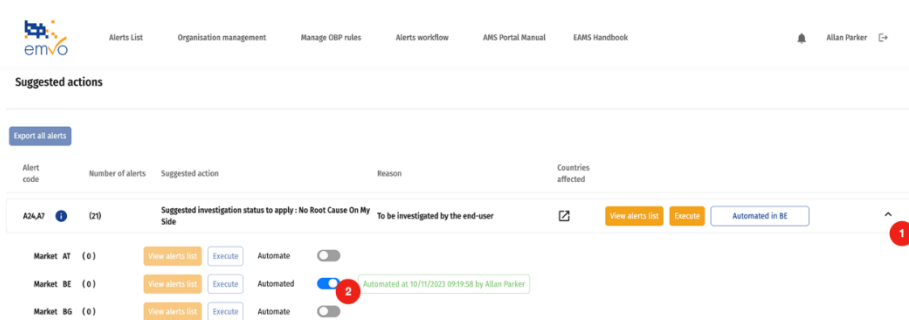 emvo
Alerts List Organisation management Manage OBP rules Alerts workflow AMS Portal Manual EAMS Handbook Allan Parker
Suggested actions
Export all alerts
Alert code Number of alerts Suggested action Reason Countries affected
A24,A7 i (21) Suggested investigation status to apply : No Root Cause On My Side To be investigated by the end-user View alerts list Execute Automated in BE
1
Market AT ( 0 ) View alerts list Execute Automate
Market BE ( 0 ) View alerts list Execute Automated 2 Automated at 10/11/2023 09:19:58 by Allan Parker
Market BG ( 0 ) View alerts list Execute Automate